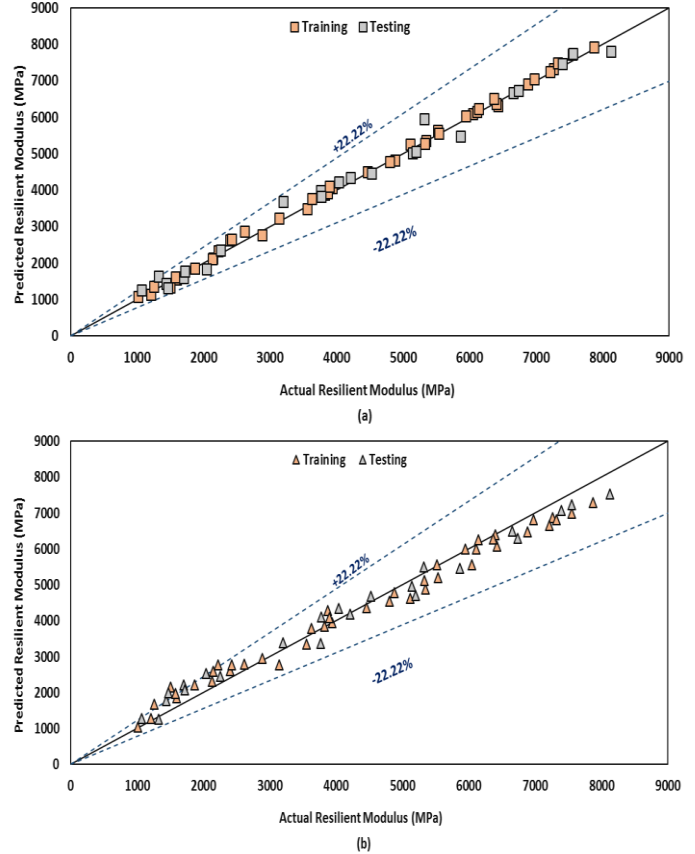 9000
8000
7000
6000
5000
4000
3000
2000
1000
0
Predicted Resilient Modulus (MPa)
Training Testing
+22.22%
-22.22%
0 1000 2000 3000 4000 5000 6000 7000 8000 9000
Actual Resilient Modulus (MPa)
(a)
9000
8000
7000
6000
5000
4000
3000
2000
1000
0
Predicted Resilient Modulus (MPa)
Training Testing
+22.22%
-22.22%
0 1000 2000 3000 4000 5000 6000 7000 8000 9000
Actual Resilient Modulus (MPa)
(b)